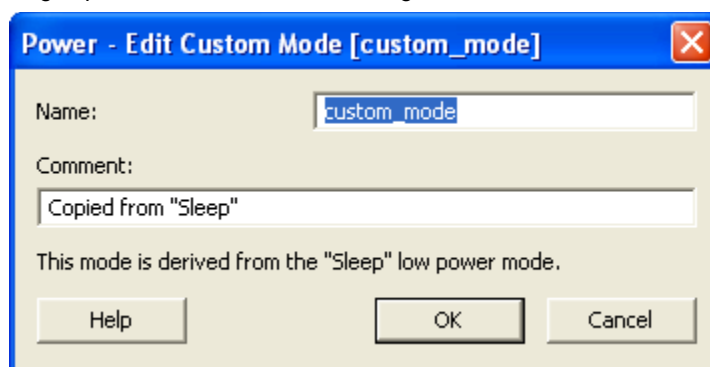 Power - Edit Custom Mode [custom_mode]
Name:
custom_mode
Comment:
Copied from "Sleep"
This mode is derived from the "Sleep" low power mode.
Help OK Cancel